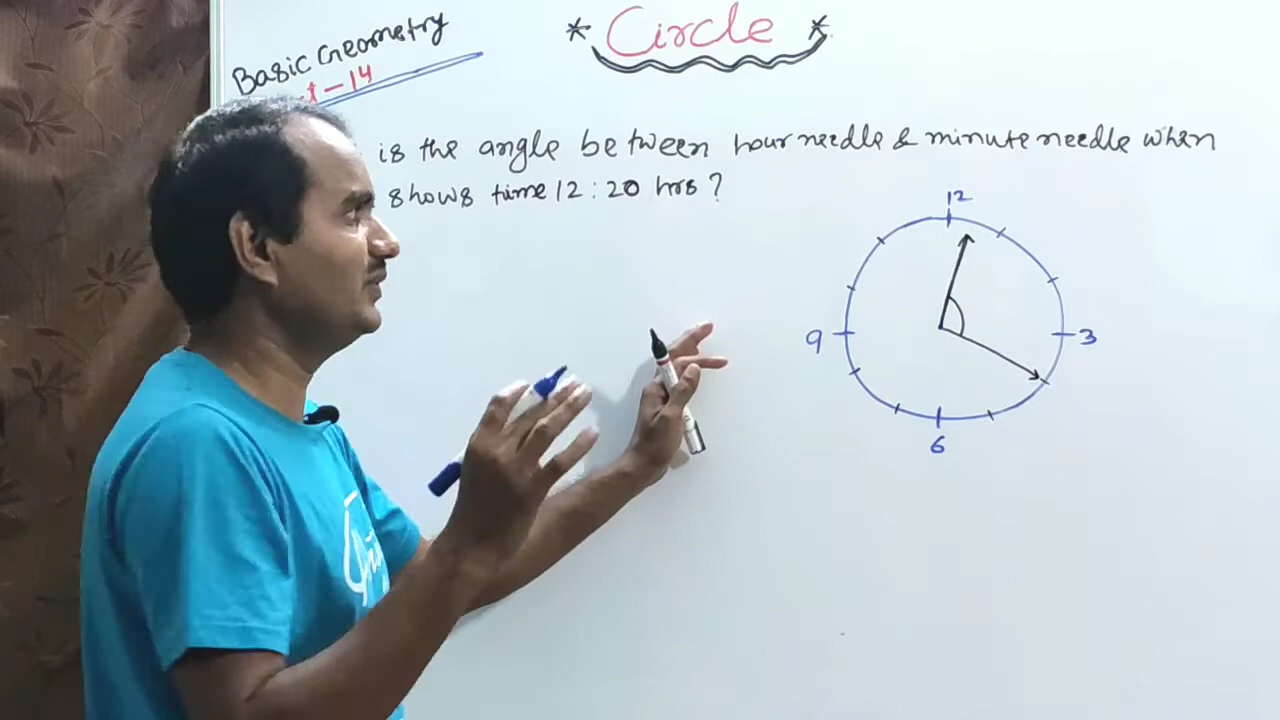 * Circle *
Basic Geometry
t-14
is the angle between hour needle & minute needle when
shows time 12:20 hrs?
12
9
3
6